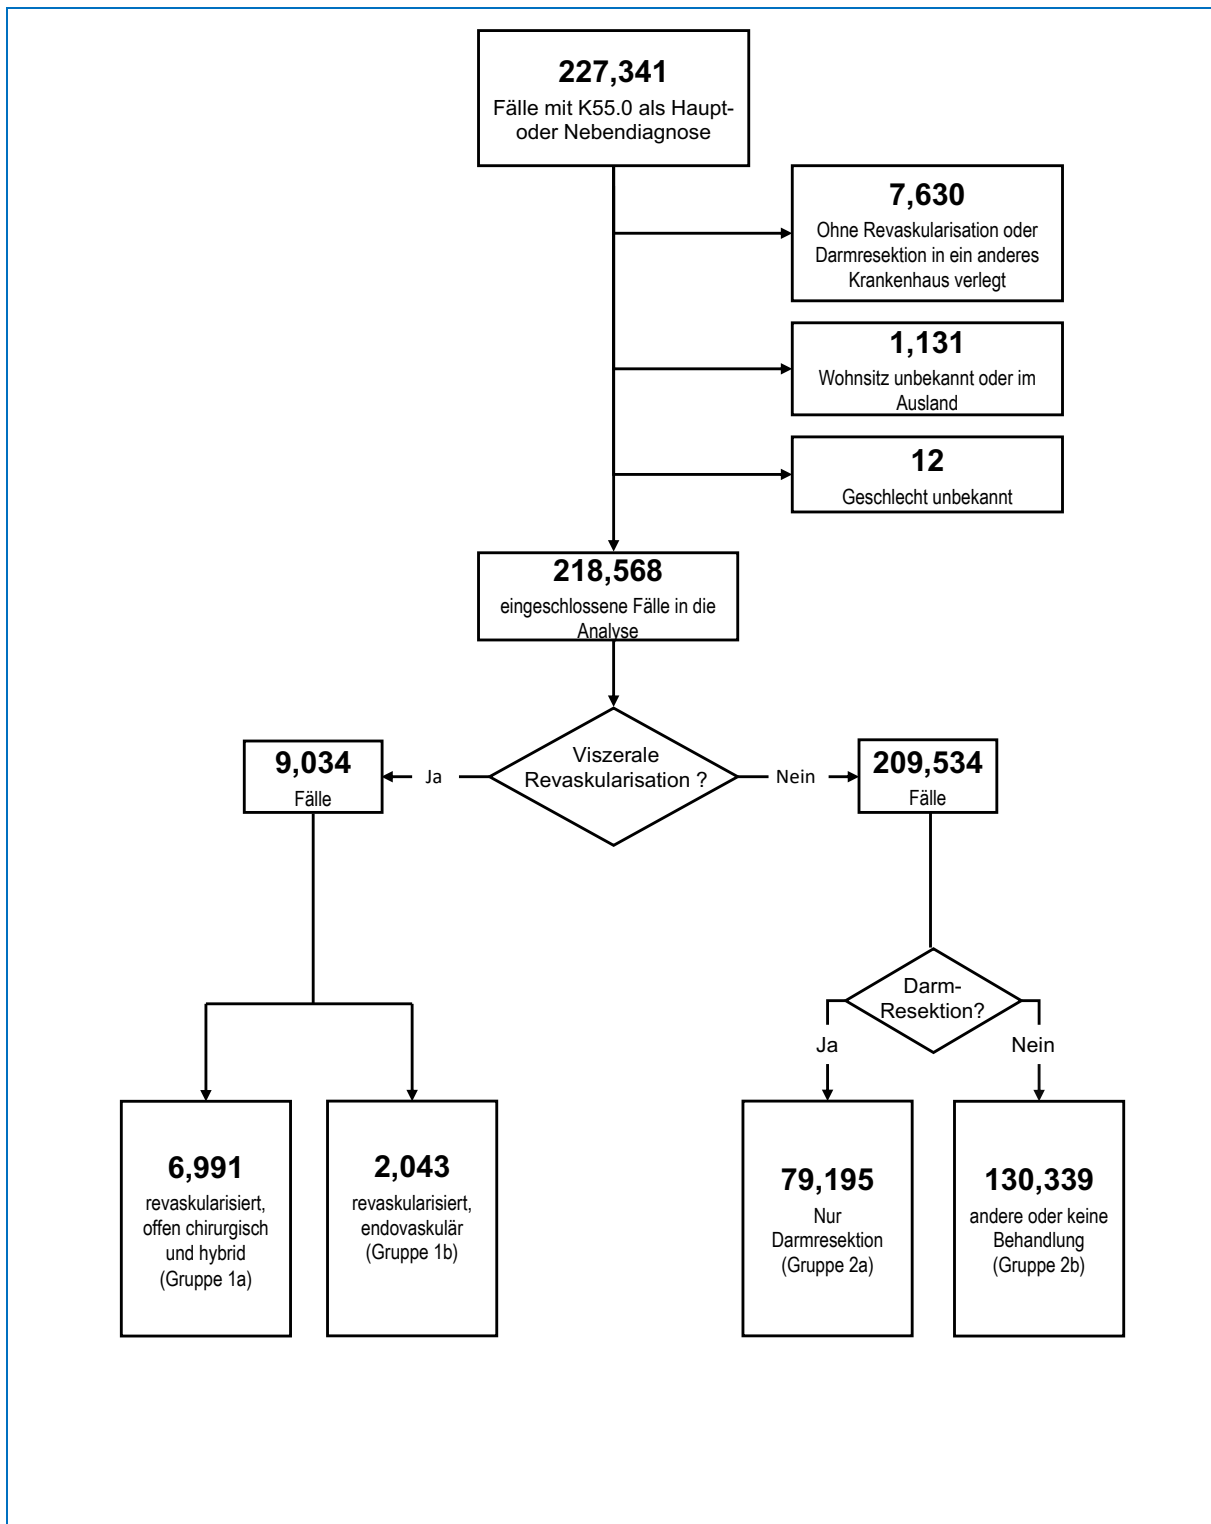 227,341
Fälle mit K55.0 als Haupt-
oder Nebendiagnose
7,630
Ohne Revaskularisation oder
Darmresektion in ein anderes
Krankenhaus verlegt
1,131
Wohnsitz unbekannt oder im
Ausland
12
Geschlecht unbekannt
218,568
eingeschlossene Fälle in die
Analyse
Viszerale
Revaskularisation ?
Ja
Nein
9,034
Fälle
209,534
Fälle
Darm-
Resektion?
Ja
Nein
6,991
revaskularisiert,
offen chirurgisch
und hybrid
(Gruppe 1a)
2,043
revaskularisiert,
endovaskulär
(Gruppe 1b)
79,195
Nur
Darmresektion
(Gruppe 2a)
130,339
andere oder keine
Behandlung
(Gruppe 2b)